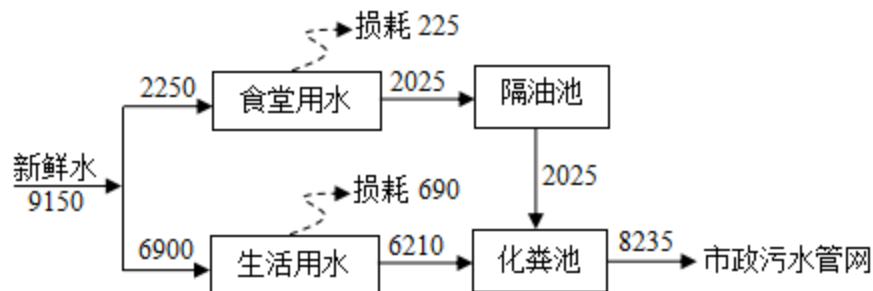 损耗 225
2250
食堂用水
2025
隔油池
新鲜水
9150
2025
损耗 690
6900
生活用水
6210
化粪池
8235
市政污水管网